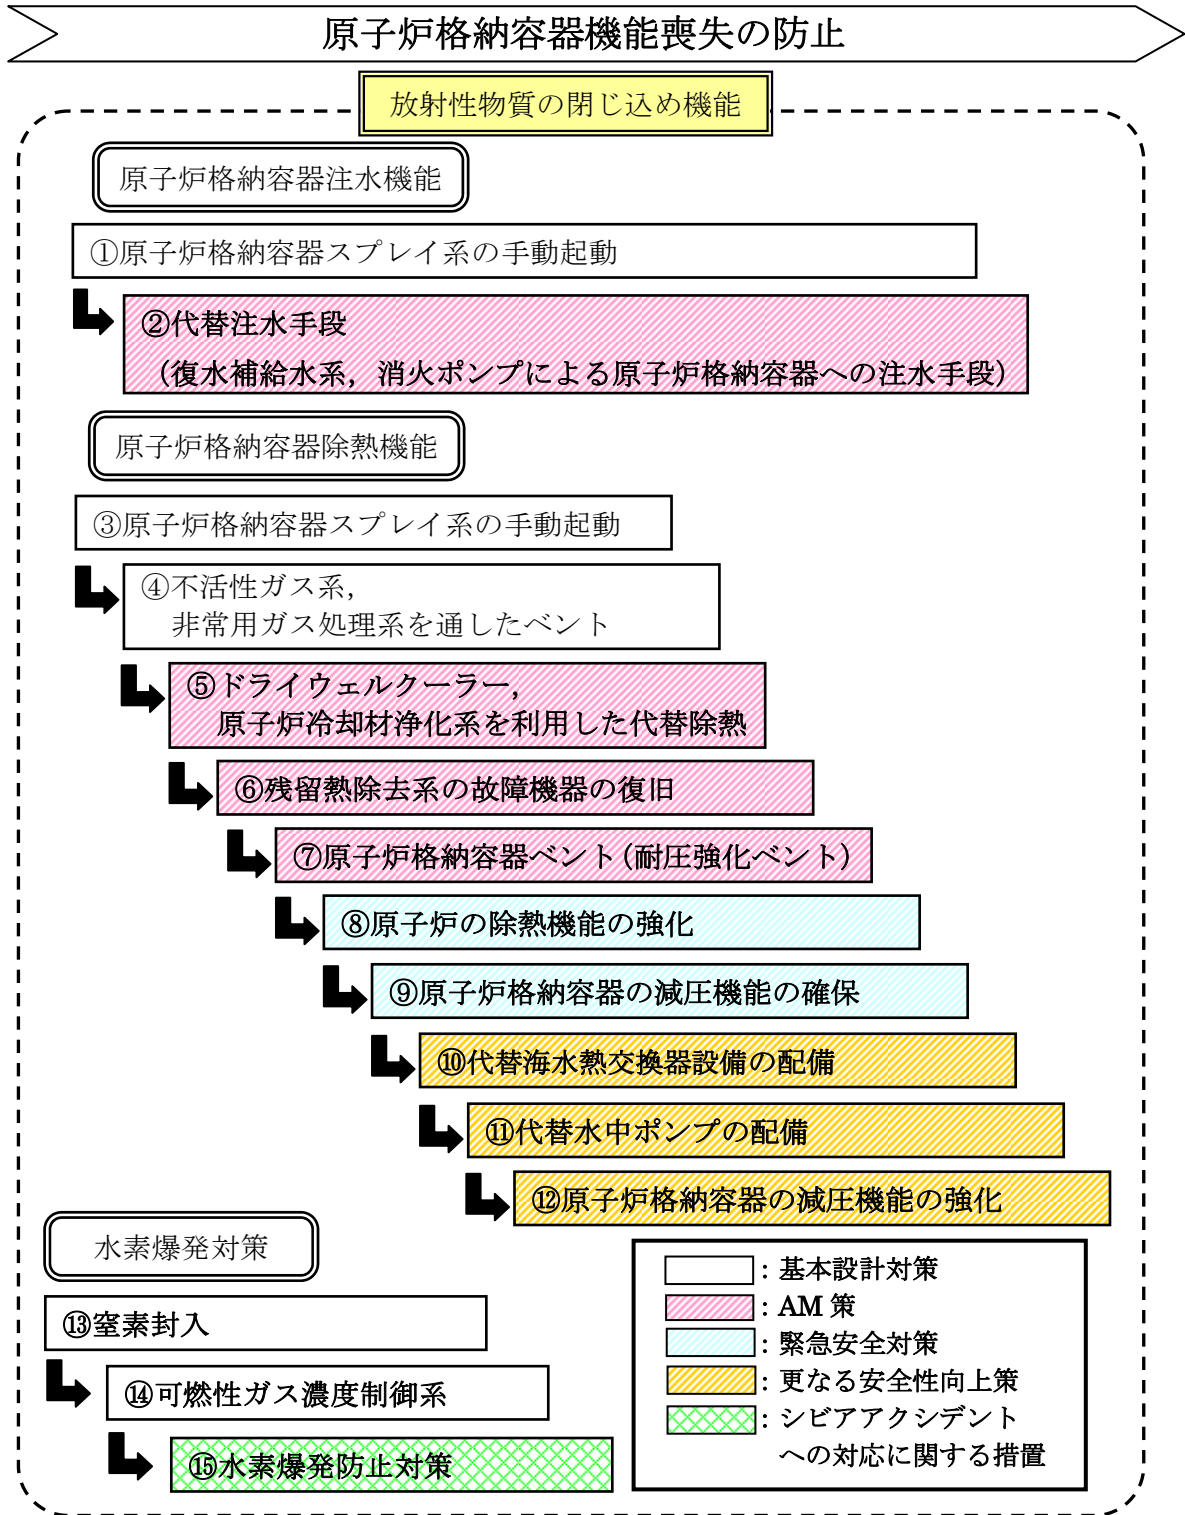 原子炉格納容器機能喪失の防止
放射性物質の閉じ込め機能
原子炉格納容器注水機能
①原子炉格納容器スプレイ系の手動起動
②代替注水手段
（復水補給水系，消火ポンプによる原子炉格納容器への注水手段）
原子炉格納容器除熱機能
③原子炉格納容器スプレイ系の手動起動
④不活性ガス系，
非常用ガス処理系を通したベント
⑤ドライウェルクーラー，
原子炉冷却材浄化系を利用した代替除熱
⑥残留熱除去系の故障機器の復旧
⑦原子炉格納容器ベント（耐圧強化ベント）
⑧原子炉の除熱機能の強化
⑨原子炉格納容器の減圧機能の確保
⑩代替海水熱交換器設備の配備
⑪代替水中ポンプの配備
⑫原子炉格納容器の減圧機能の強化
水素爆発対策
⑬窒素封入
⑭可燃性ガス濃度制御系
⑮水素爆発防止対策
：基本設計対策
：AM 策
：緊急安全対策
：更なる安全性向上策
：シビアアクシデント
への対応に関する措置